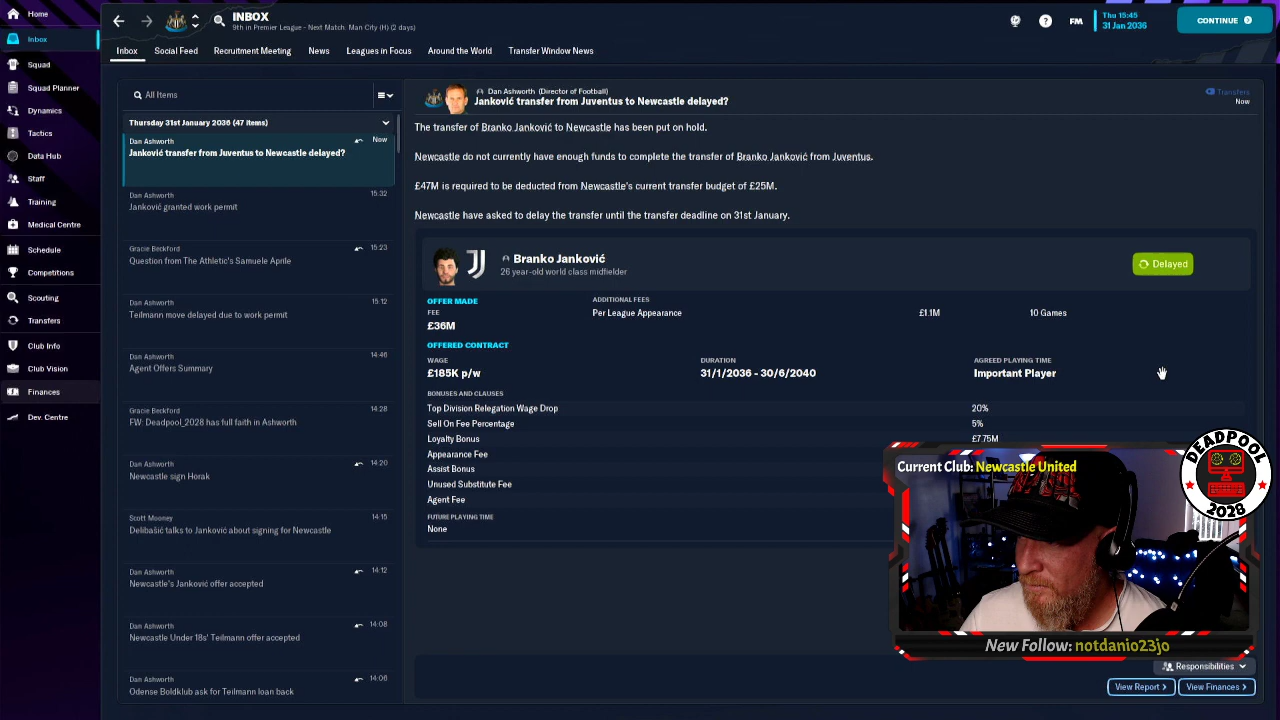 Home
INBOX
9th in Premier League - Next Match, Man City (H) (2 days)
FM
Thu 15:45
31 Jan 2036
CONTINUE
Inbox
Inbox
Social Feed
Recruitment Meeting
News
Leagues in Focus
Around the World
Transfer Window News
Squad
Squad Planner
Dynamics
Tactics
Data Hub
Staff
Training
Medical Centre
Schedule
Competitions
Scouting
Transfers
Club Info
Club Vision
Finances
Dev. Centre
All Items
Thursday 31st January 2036 (47 items)
Dan Ashworth
Now
Janković transfer from Juventus to Newcastle delayed?
Dan Ashworth
15:32
Janković granted work permit
Gracie Beckford
15:23
Question from The Athletic's Samuele Aprile
Dan Ashworth
15:12
Teilmann move delayed due to work permit
Dan Ashworth
14:46
Agent Offers Summary
Gracie Beckford
14:28
FW: Deadpool_2028 has full faith in Ashworth
Dan Ashworth
14:20
Newcastle sign Horak
Scott Mooney
14:15
Delibašić talks to Janković about signing for Newcastle
Dan Ashworth
14:12
Newcastle's Janković offer accepted
Dan Ashworth
14:08
Newcastle Under 18s' Teilmann offer accepted
Dan Ashworth
14:06
Odense Boldklub ask for Teilmann loan back
Dan Ashworth (Director of Football)
Janković transfer from Juventus to Newcastle delayed?
Transfers
Now
The transfer of Branko Janković to Newcastle has been put on hold.
Newcastle do not currently have enough funds to complete the transfer of Branko Janković from Juventus.
£47M is required to be deducted from Newcastle's current transfer budget of £25M.
Newcastle have asked to delay the transfer until the transfer deadline on 31st January.
Branko Janković
26 year-old world class midfielder
Delayed
OFFER MADE
FEE
£36M
ADDITIONAL FEES
Per League Appearance
£1.1M
10 Games
OFFERED CONTRACT
WAGE
£185K p/w
DURATION
31/1/2036 - 30/6/2040
AGREED PLAYING TIME
Important Player
BONUSES AND CLAUSES
Top Division Relegation Wage Drop
20%
Sell On Fee Percentage
5%
Loyalty Bonus
£7.75M
Appearance Fee
Assist Bonus
Unused Substitute Fee
Agent Fee
FUTURE PLAYING TIME
None
Current Club: Newcastle United
DEADPOOL
2028
New Follow: notdanio23jo
Responsibilities
View Report
View Finances